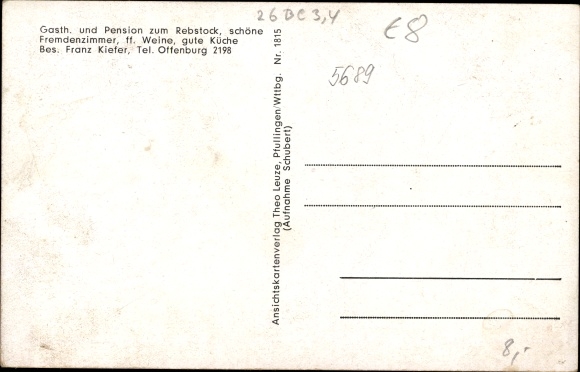 Gasth. und Pension zum Rebstock, schöne
Fremdenzimmer, ff. Weine, gute Küche
Bes. Franz Kiefer, Tel. Offenburg 2198
26 BC 3,4
€8
5689
Ansichtskartenverlag Theo Leuze, Pfullingen/Wttbg. Nr. 1815
(Aufnahme Schubert)
8,-